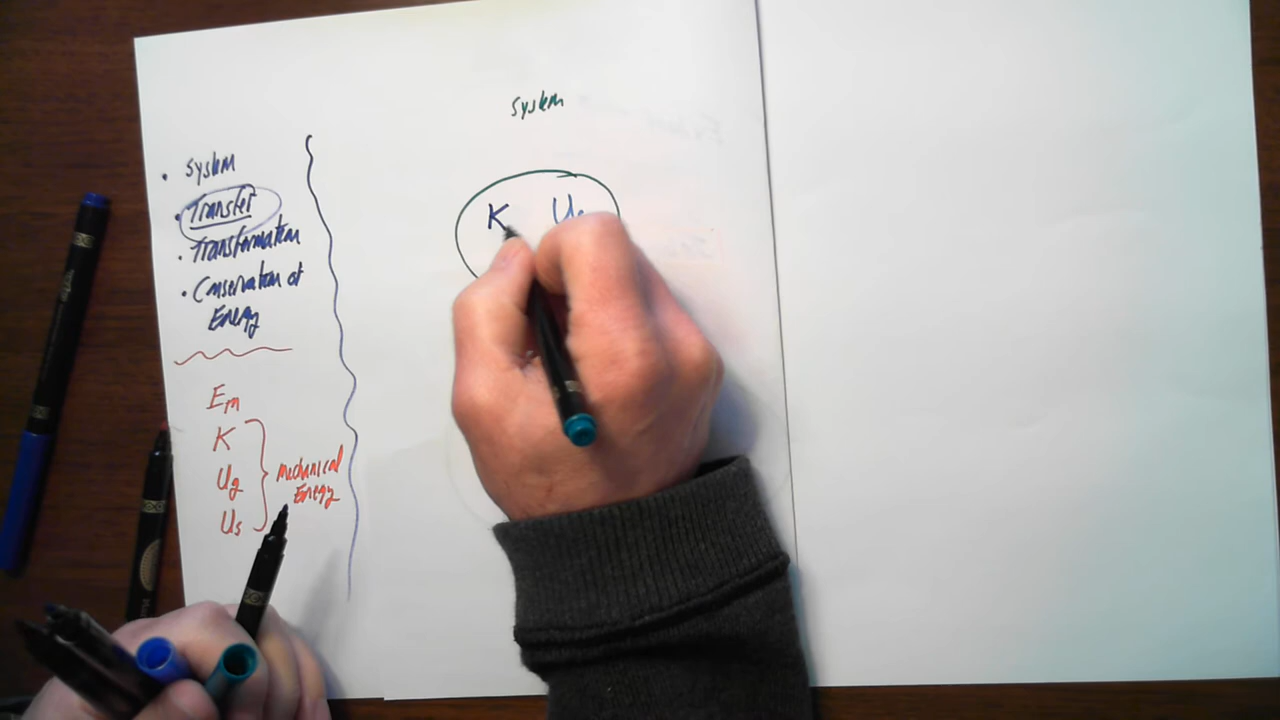 System
• System
• Transfer
• Transformation
• Conservation of
Energy
Em
K
Ug
Us
Mechanical
Energy
K